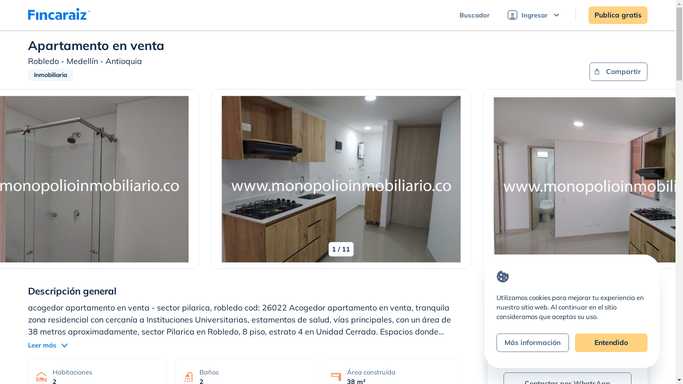 Fincaraiz
Buscador
Ingresar
Publica gratis
Apartamento en venta
Robledo - Medellín - Antioquia
Inmobiliaria
Compartir
www.monopolioinmobiliario.co
www.monopolioinmobiliario.co
www.monopolioinmobiliario
1 / 11
Descripción general
acogedor apartamento en venta - sector pilarica, robledo cod: 26022 Acogedor apartamento en venta, tranquila
zona residencial con cercanía a Instituciones Universitarias, estamentos de salud, vías principales, con un área de
38 metros aproximadamente, sector Pilarica en Robledo, 8 piso, estrato 4 en Unidad Cerrada. Espacios donde...
Leer más
Habitaciones
2
Baños
2
Área construida
38 m²
Utilizamos cookies para mejorar tu experiencia en
nuestro sitio web. Al continuar en el sitio
consideramos que aceptas su uso.
Más información
Entendido
Contactar por WhatsApp